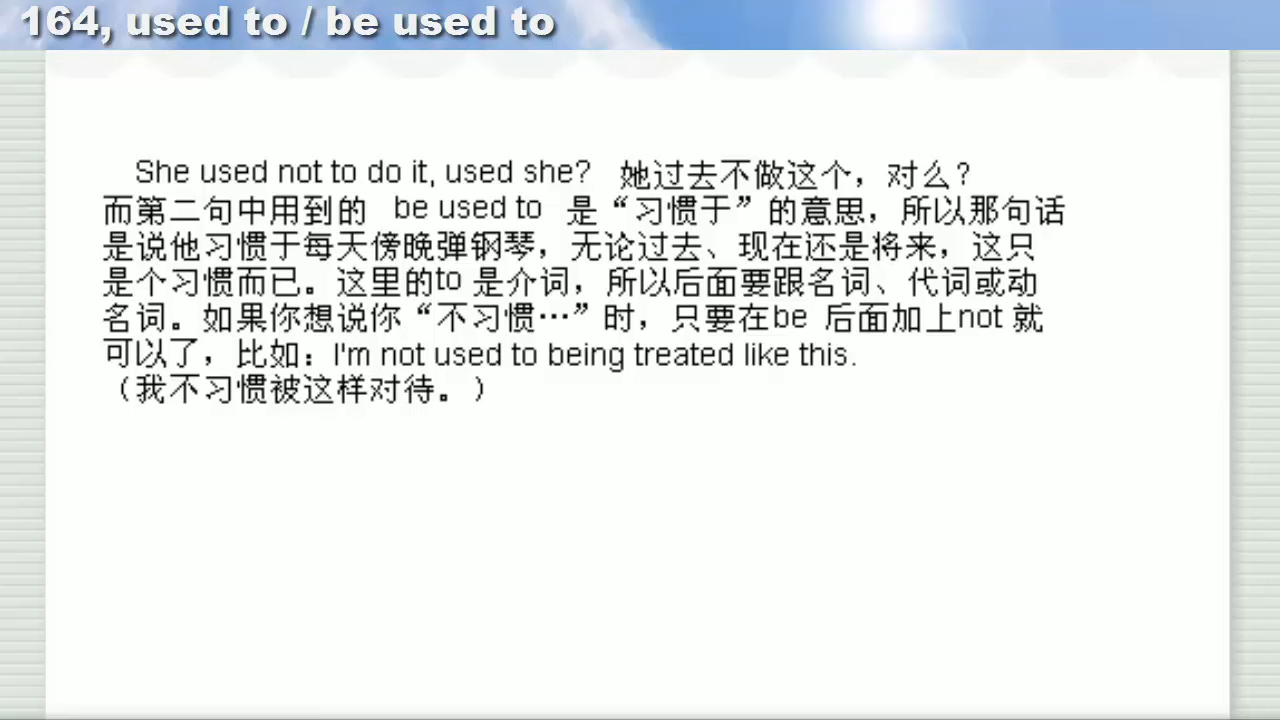 164, used to / be used to
She used not to do it, used she? 她过去不做这个，对么？
而第二句中用到的 be used to 是“习惯于”的意思，所以那句话
是说他习惯于每天傍晚弹钢琴，无论过去、现在还是将来，这只
是个习惯而已。这里的to 是介词，所以后面要跟名词、代词或动
名词。如果你想说你“不习惯…”时，只要在be 后面加上not 就
可以了，比如：I'm not used to being treated like this.
（我不习惯被这样对待。）